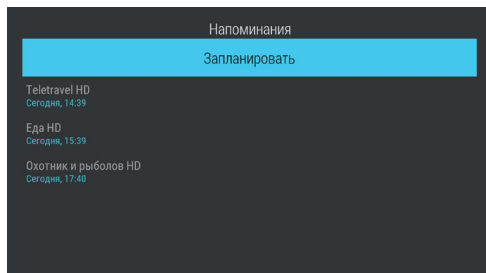 Напоминания
Запланировать
Teletravel HD
Сегодня, 14:39
Еда HD
Сегодня, 15:39
Охотник и рыболов HD
Сегодня, 17:40